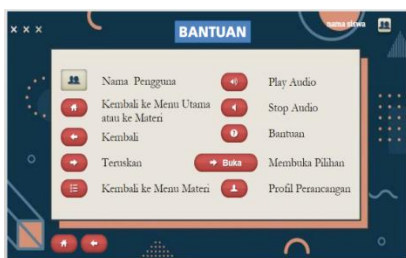 × × ×
BANTUAN
nama siswa
Nama Pengguna
Kembali ke Menu Utama
atau ke Materi
Kembali
Teruskan
Kembali ke Menu Materi
Play Audio
Stop Audio
Bantuan
Buka
Membuka Pilihan
Profil Perancangan